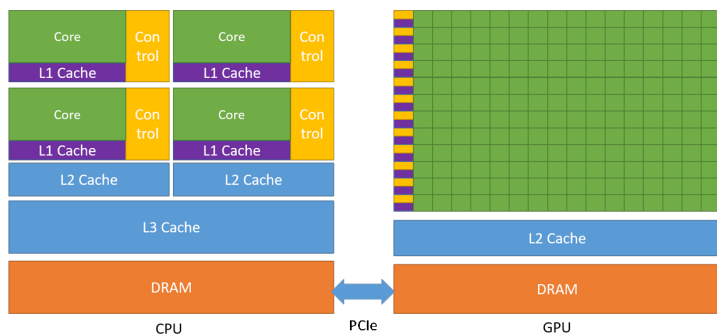 Core
Con
trol
Core
Con
trol
L1 Cache
L1 Cache
Core
Con
trol
Core
Con
trol
L1 Cache
L1 Cache
L2 Cache
L2 Cache
L3 Cache
L2 Cache
DRAM
DRAM
CPU
PCIe
GPU